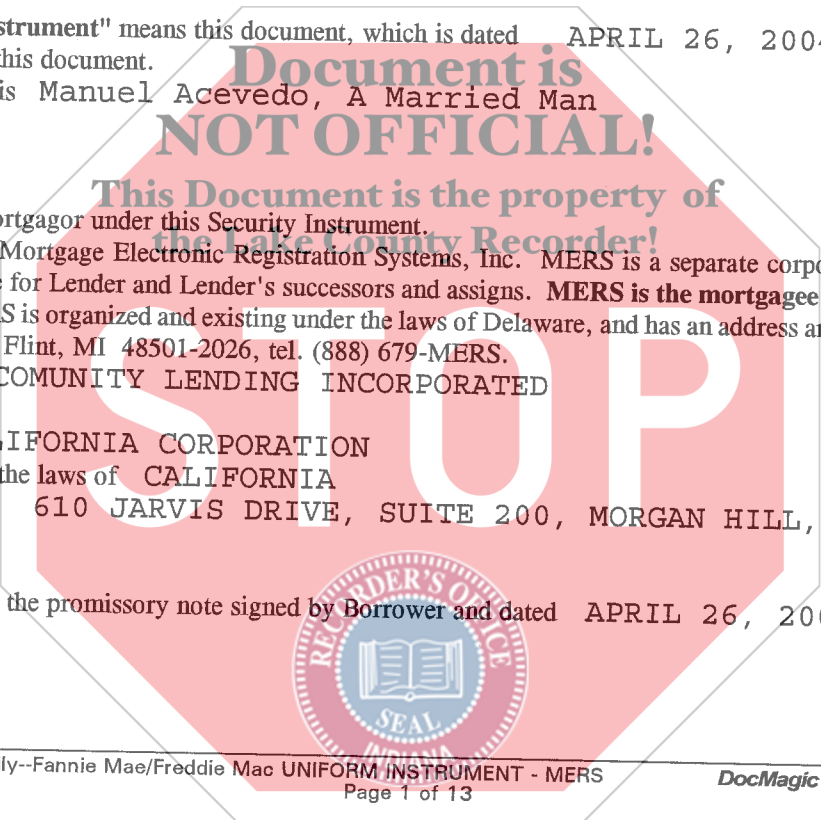 strument" means this document, which is dated APRIL 26, 2004
Document is
this document.
is Manuel Acevedo, A Married Man
NOT OFFICIAL!
This Document is the property of
ortgagor under this Security Instrument.
the Lake County Recorder!
Mortgage Electronic Registration Systems, Inc. MERS is a separate corpo
e for Lender and Lender's successors and assigns. MERS is the mortgagee
S is organized and existing under the laws of Delaware, and has an address an
Flint, MI 48501-2026, tel. (888) 679-MERS.
COMUNITY LENDING INCORPORATED
STOP
LIFORNIA CORPORATION
the laws of CALIFORNIA
610 JARVIS DRIVE, SUITE 200, MORGAN HILL,
the promissory note signed by Borrower and dated APRIL 26, 200
RECORDER'S OFFICE
SEAL
INDIANA
ly--Fannie Mae/Freddie Mac UNIFORM INSTRUMENT - MERS
DocMagic
Page 1 of 13